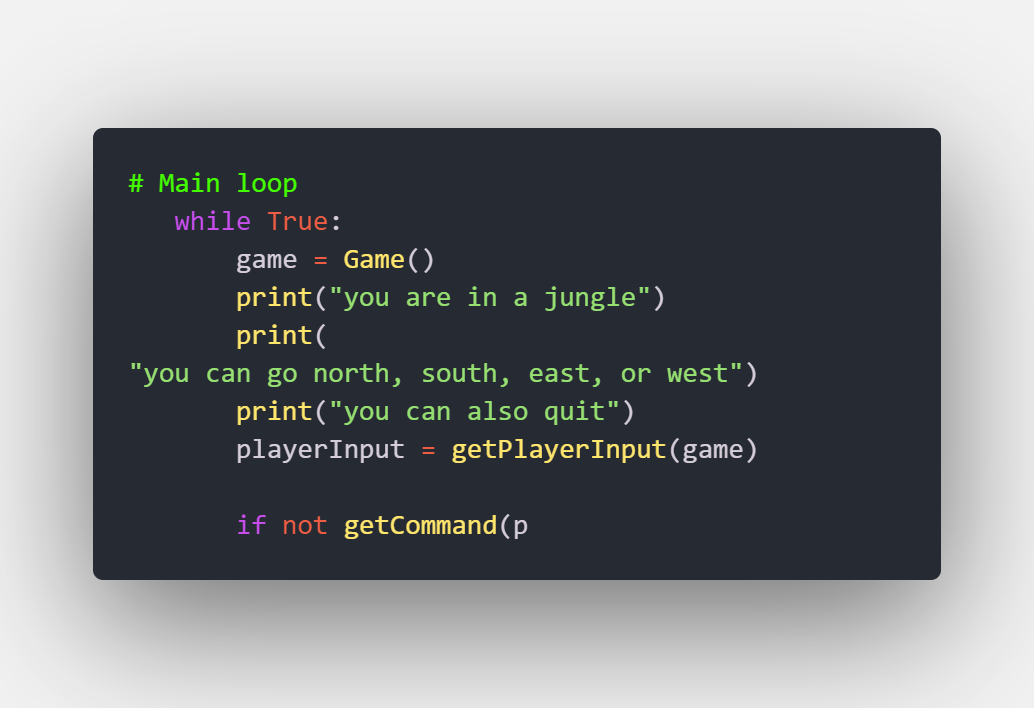 # Main loop
   while True:
       game = Game()
       print("you are in a jungle")
       print(
"you can go north, south, east, or west")
       print("you can also quit")
       playerInput = getPlayerInput(game)

       if not getCommand(p